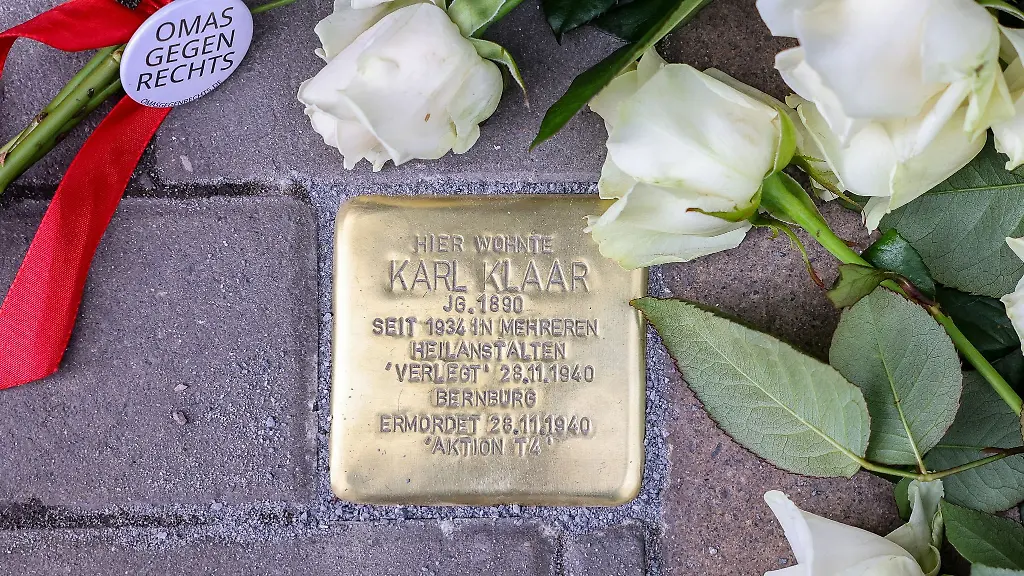 OMAS
GEGEN
RECHTS
HIER WOHNTE
KARL KLAAR
JG. 1890
SEIT 1934 IN MEHREREN
HEILANSTALTEN
'VERLEGT' 28.11.1940
BERNBURG
ERMORDET 28.11.1940
'AKTION T4'